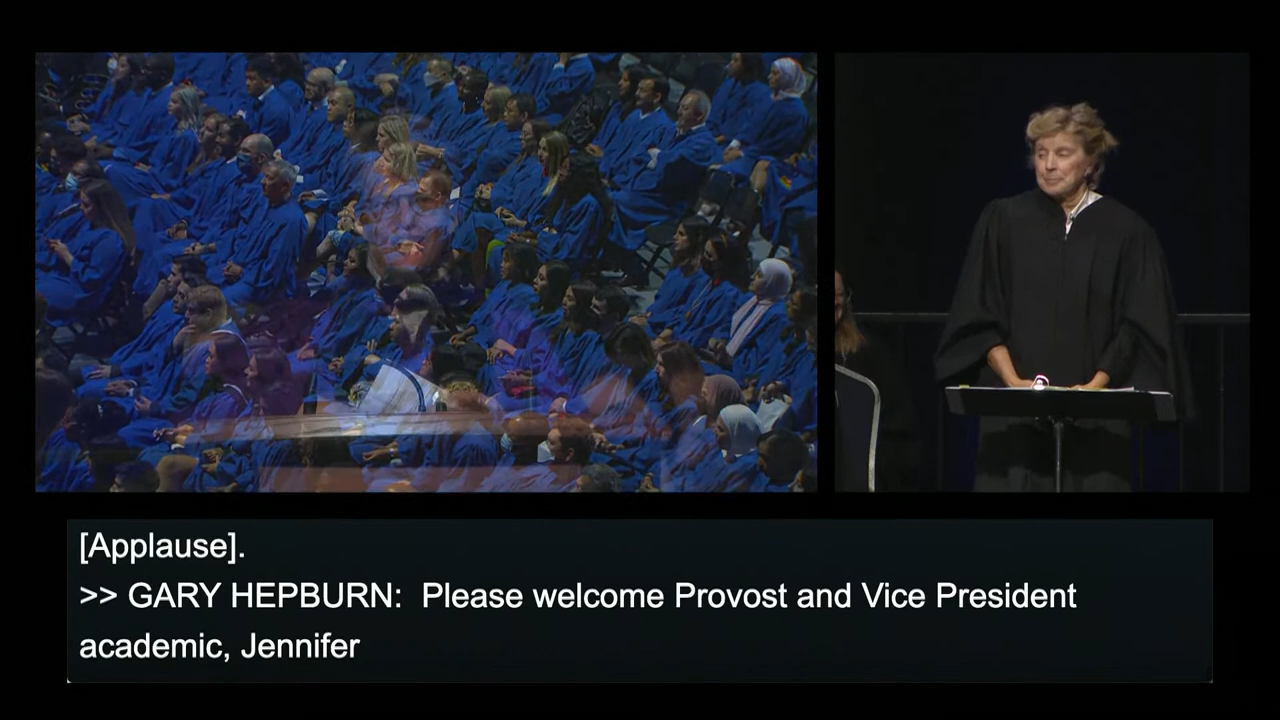 [Applause].
>> GARY HEPBURN:  Please welcome Provost and Vice President
academic, Jennifer